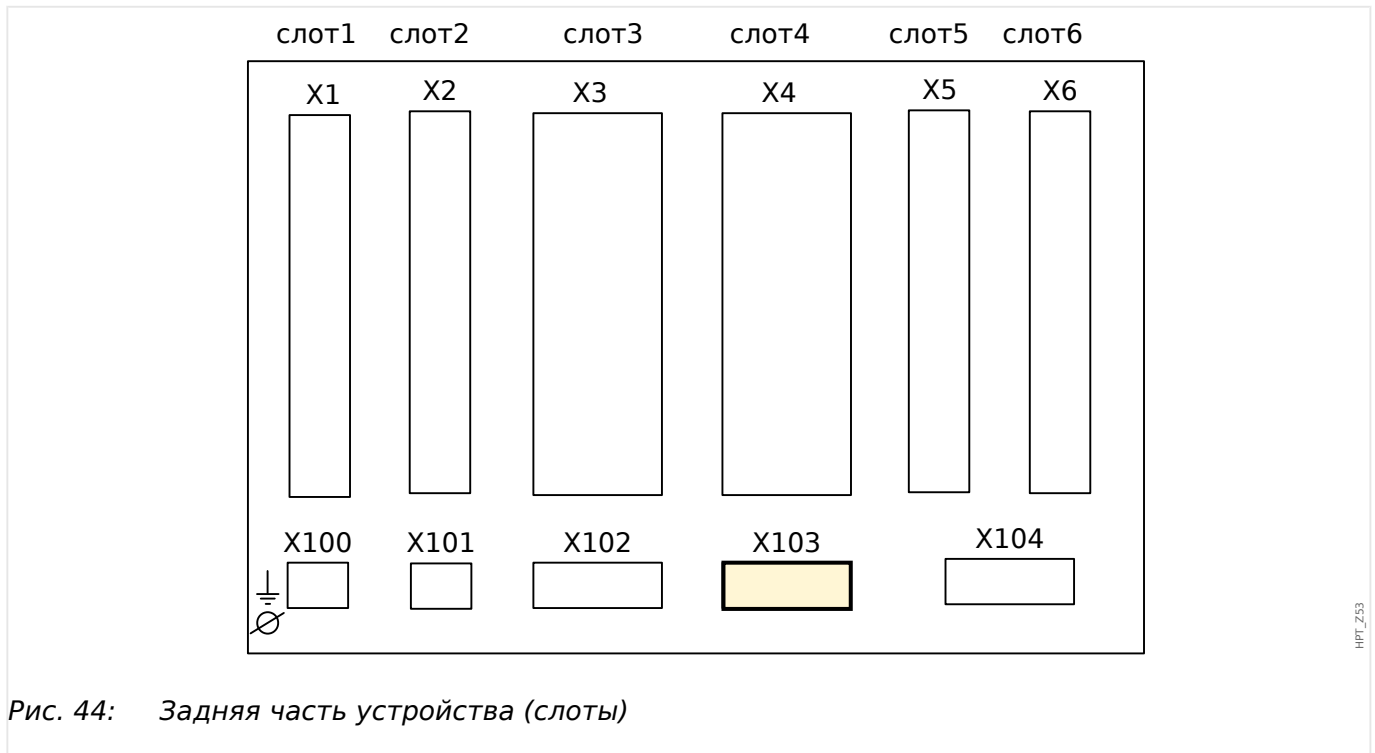 слот1 слот2 слот3 слот4 слот5 слот6
X1 X2 X3 X4 X5 X6
X100 X101 X102 X103 X104
HPT_Z53
Рис. 44: Задняя часть устройства (слоты)